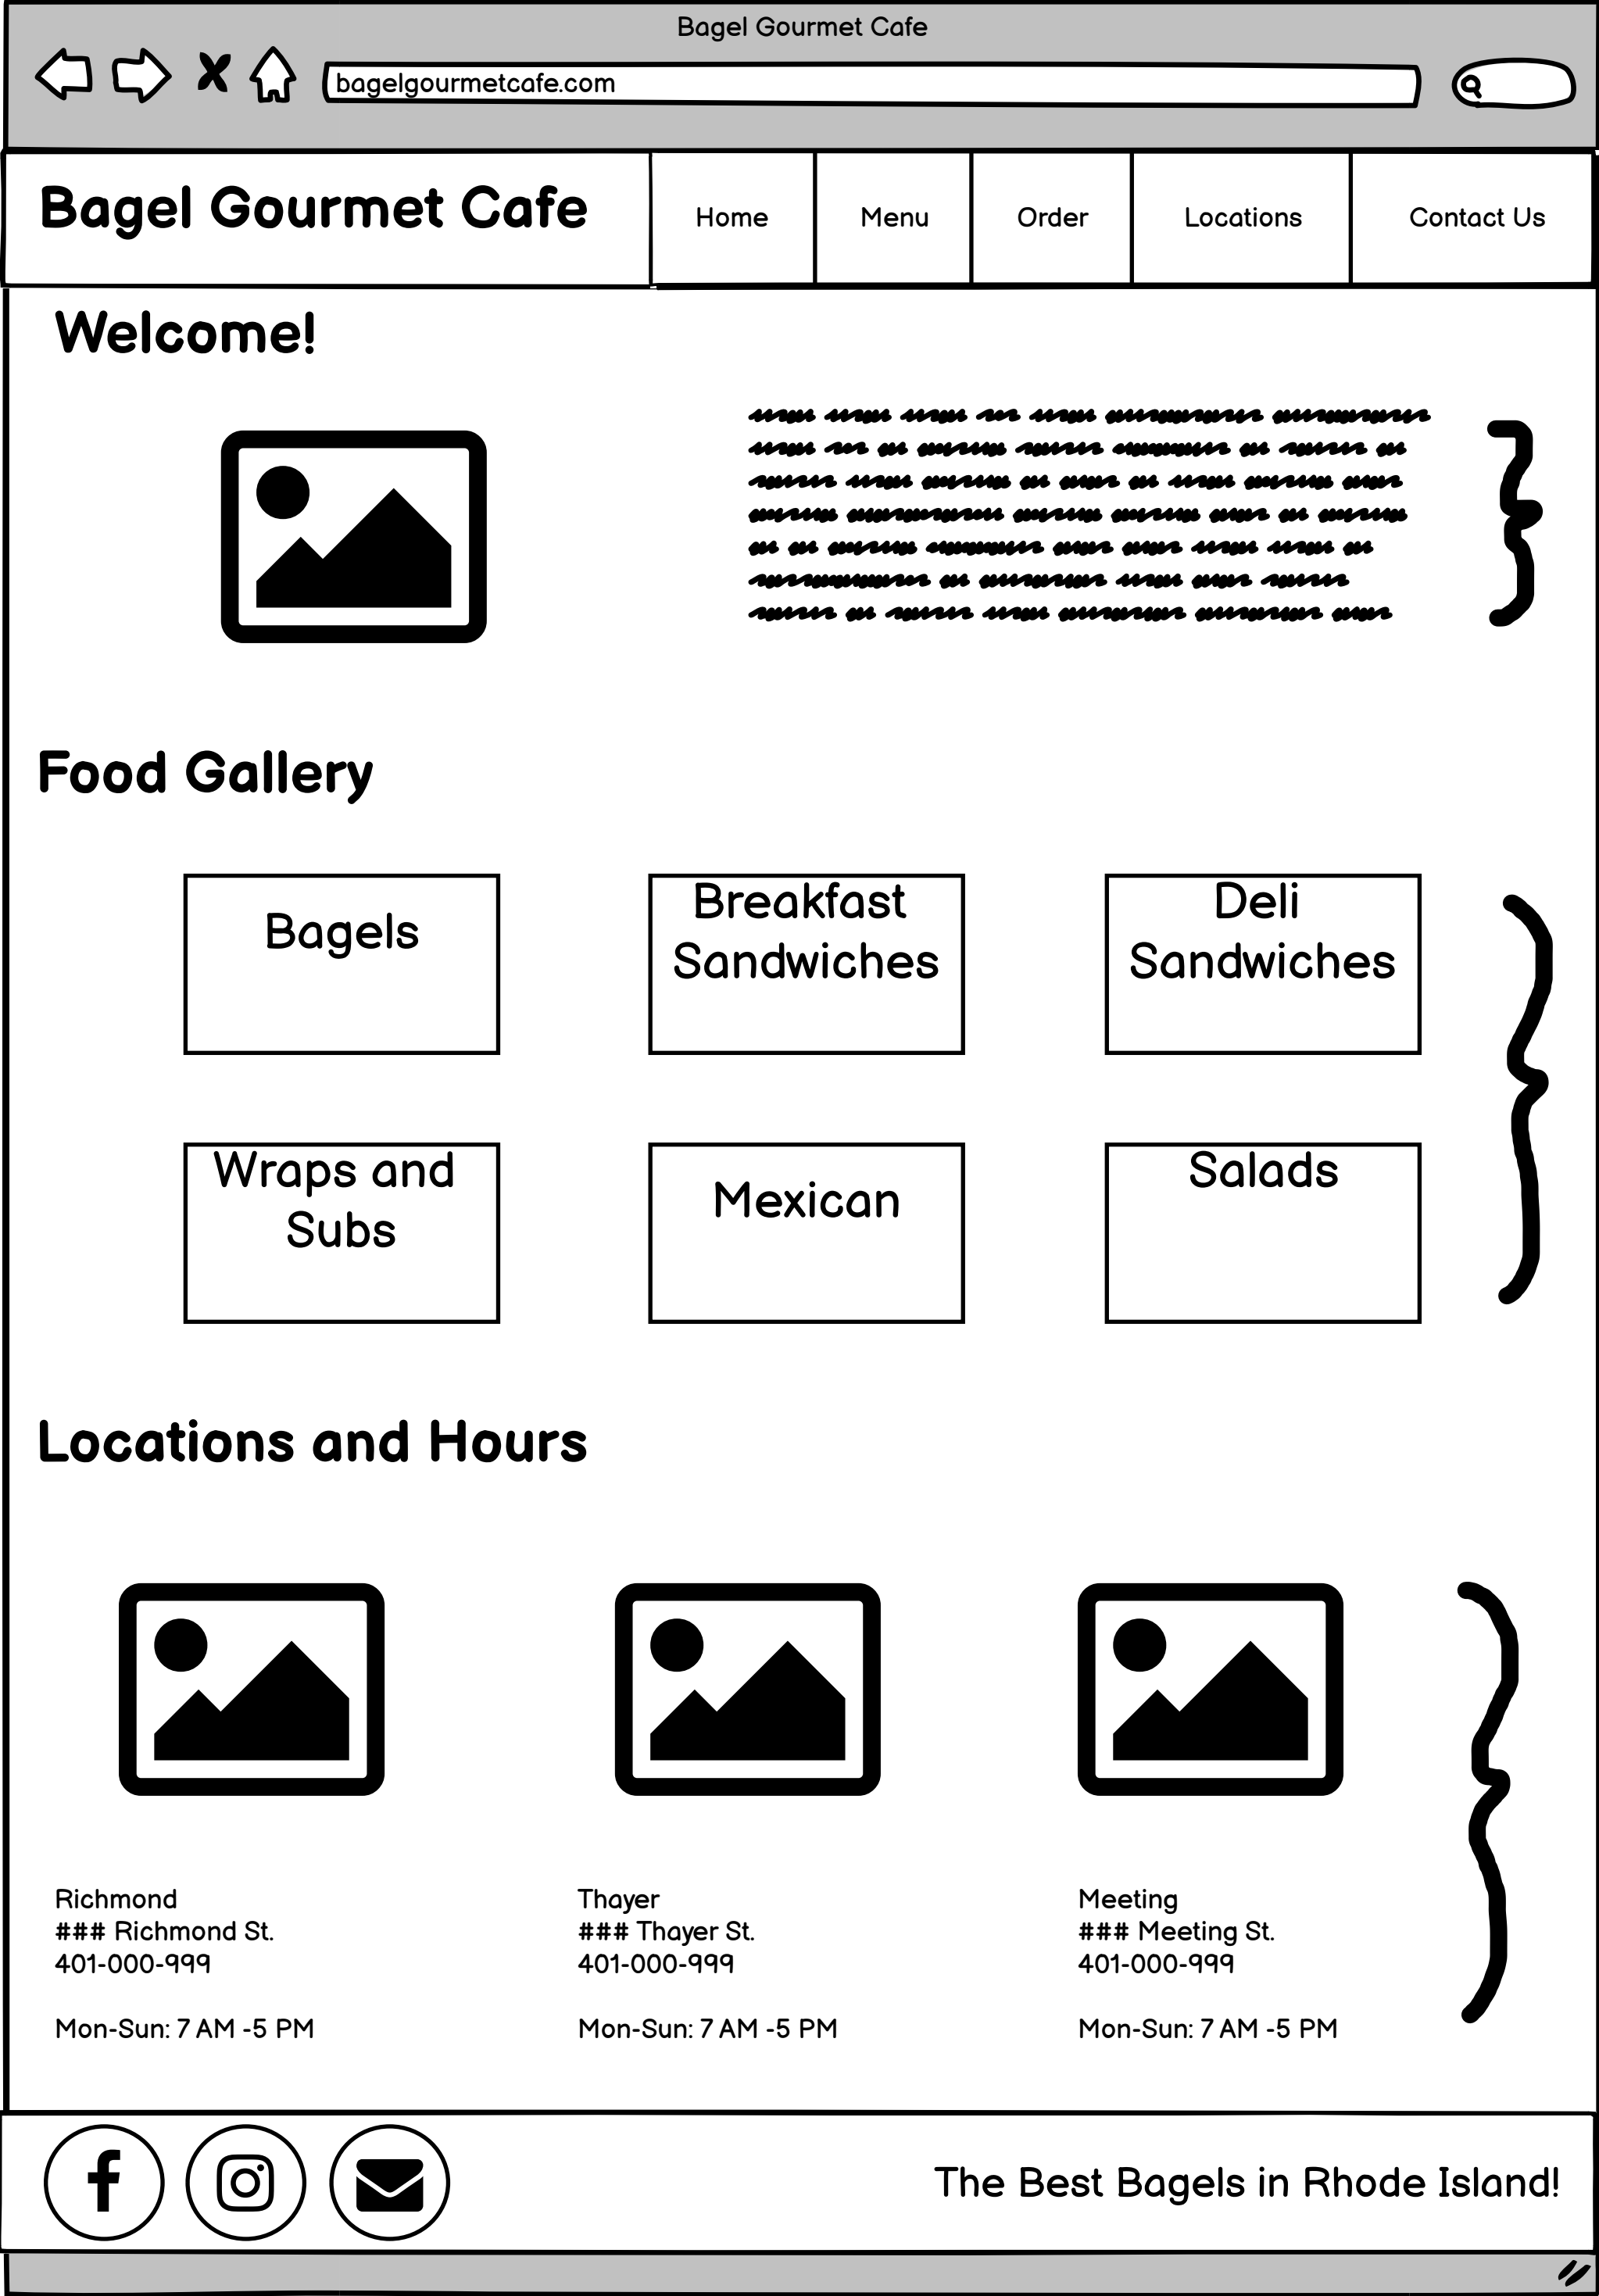 Bagel Gourmet Cafe
bagelgourmetcafe.com
Bagel Gourmet Cafe
Home
Menu
Order
Locations
Contact Us
Welcome!
Food Gallery
Bagels
Breakfast
Sandwiches
Deli
Sandwiches
Wraps and
Subs
Mexican
Salads
Locations and Hours
Richmond
### Richmond St.
401-000-999
Mon-Sun: 7 AM -5 PM
Thayer
### Thayer St.
401-000-999
Mon-Sun: 7 AM -5 PM
Meeting
### Meeting St.
401-000-999
Mon-Sun: 7 AM -5 PM
The Best Bagels in Rhode Island!